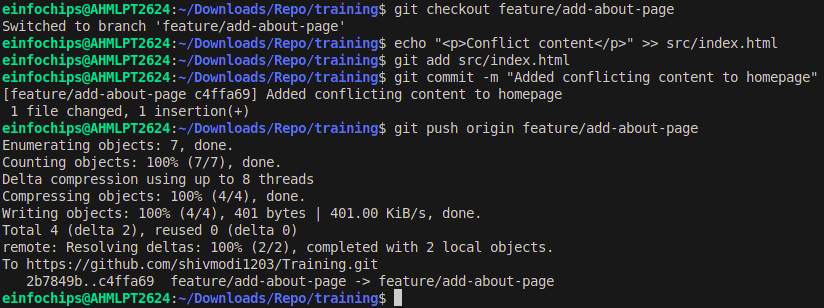 einfochips@AHMLPT2624:~/Downloads/Repo/training$ git checkout feature/add-about-page
Switched to branch 'feature/add-about-page'
einfochips@AHMLPT2624:~/Downloads/Repo/training$ echo "<p>Conflict content</p>" >> src/index.html
einfochips@AHMLPT2624:~/Downloads/Repo/training$ git add src/index.html
einfochips@AHMLPT2624:~/Downloads/Repo/training$ git commit -m "Added conflicting content to homepage"
[feature/add-about-page c4ffa69] Added conflicting content to homepage
 1 file changed, 1 insertion(+)
einfochips@AHMLPT2624:~/Downloads/Repo/training$ git push origin feature/add-about-page
Enumerating objects: 7, done.
Counting objects: 100% (7/7), done.
Delta compression using up to 8 threads
Compressing objects: 100% (4/4), done.
Writing objects: 100% (4/4), 401 bytes | 401.00 KiB/s, done.
Total 4 (delta 2), reused 0 (delta 0)
remote: Resolving deltas: 100% (2/2), completed with 2 local objects.
To https://github.com/shivmodi1203/Training.git
   2b7849b..c4ffa69  feature/add-about-page -> feature/add-about-page
einfochips@AHMLPT2624:~/Downloads/Repo/training$